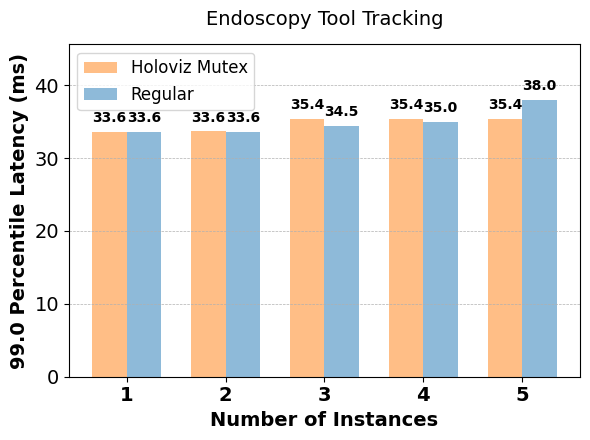 Endoscopy Tool Tracking
99.0 Percentile Latency (ms)
Holoviz Mutex
Regular
40
30
20
10
0
33.6 33.6 33.6 33.6 35.4 34.5 35.4 35.0 35.4 38.0
1 2 3 4 5
Number of Instances